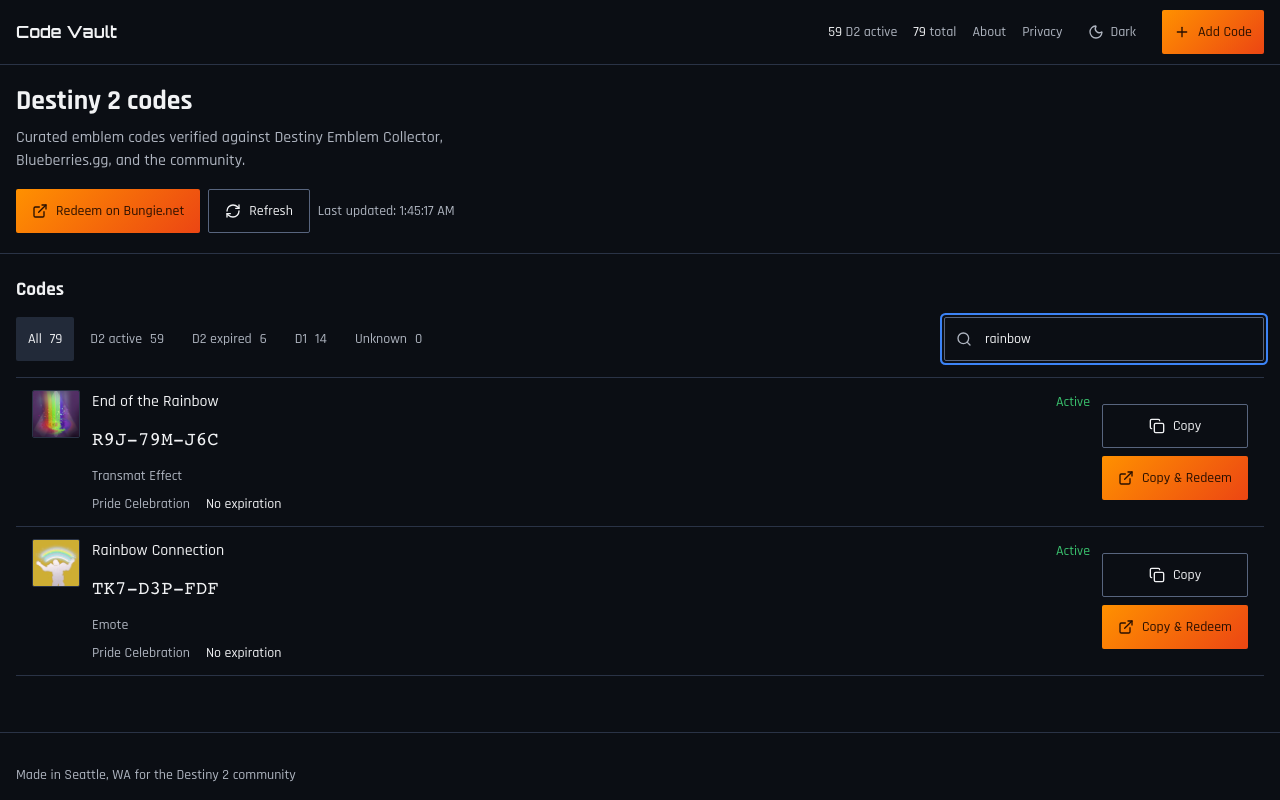 Code Vault
59 D2 active 79 total About Privacy Dark Add Code
Destiny 2 codes
Curated emblem codes verified against Destiny Emblem Collector,
Blueberries.gg, and the community.
Redeem on Bungie.net Refresh Last updated: 1:45:17 AM
Codes
All 79 D2 active 59 D2 expired 6 D1 14 Unknown 0 rainbow
End of the Rainbow Active
R9J-79M-J6C Copy
Transmat Effect Copy & Redeem
Pride Celebration No expiration
Rainbow Connection Active
TK7-D3P-FDF Copy
Emote Copy & Redeem
Pride Celebration No expiration
Made in Seattle, WA for the Destiny 2 community